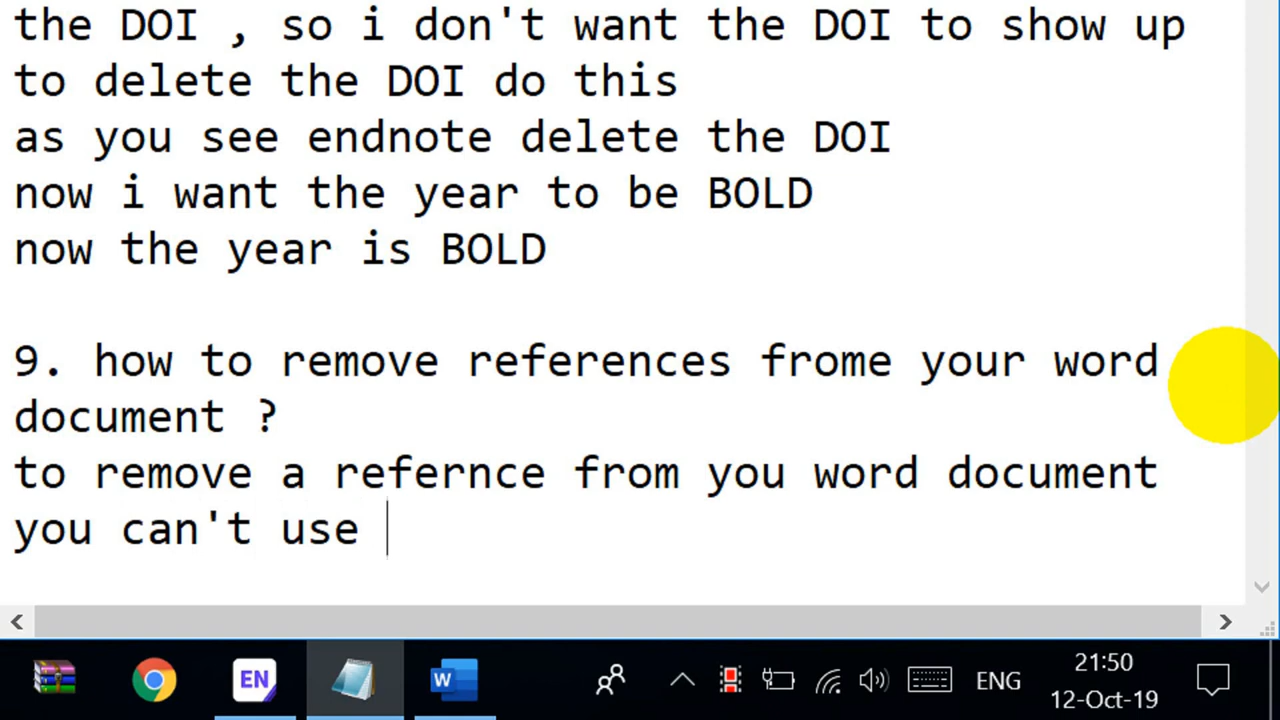 the DOI , so i don't want the DOI to show up
to delete the DOI do this
as you see endnote delete the DOI
now i want the year to be BOLD
now the year is BOLD
9. how to remove references frome your word
document ?
to remove a refernce from you word document
you can't use
EN
W
ENG
21:50
12-Oct-19